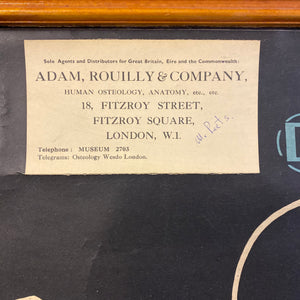 Sole Agents and Distributors for Great Britain, Eire and the Commonwealth:
ADAM, ROUILLY & COMPANY,
HUMAN OSTEOLOGY, ANATOMY, etc., etc.
18, FITZROY STREET,
FITZROY SQUARE,
LONDON, W.1.
Telephone: MUSEUM 2703
Telegrams: Osteology Wesdo London.